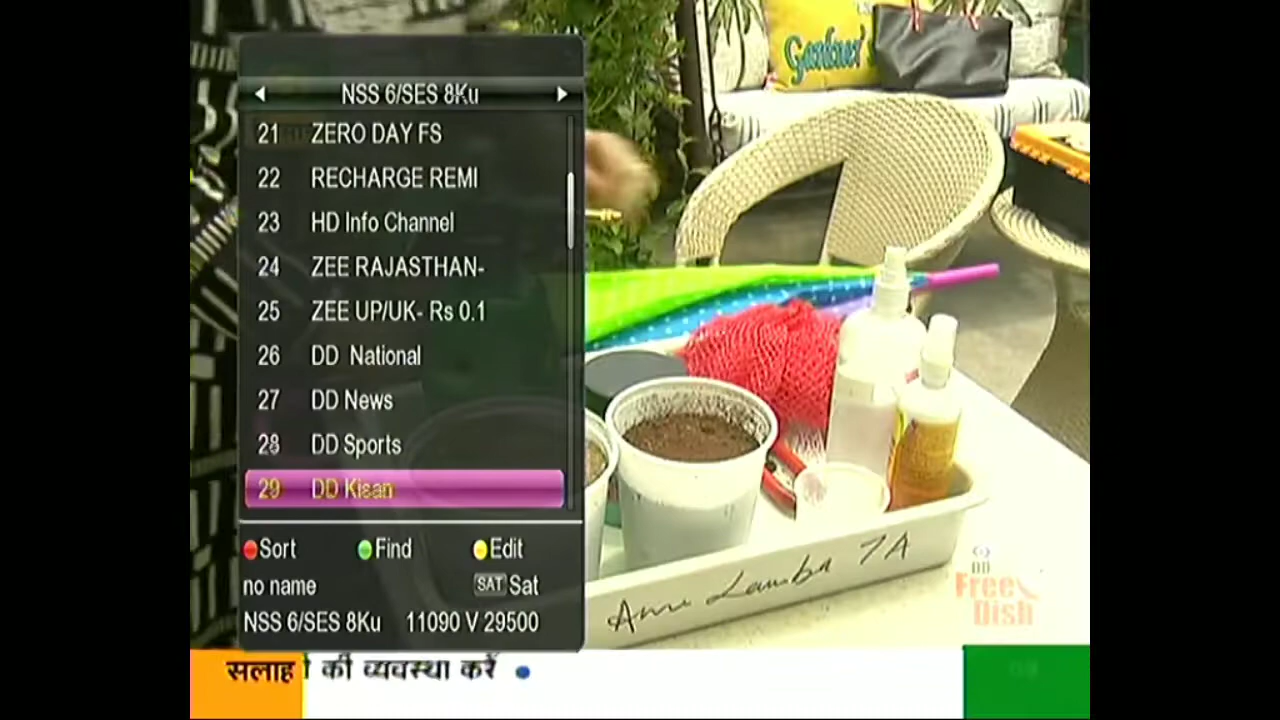 NSS 6/SES 8Ku
21 ZERO DAY FS
22 RECHARGE REMI
23 HD Info Channel
24 ZEE RAJASTHAN-
25 ZEE UP/UK- Rs 0.1
26 DD National
27 DD News
28 DD Sports
29 DD Kisan
Sort Find Edit
no name SAT Sat
NSS 6/SES 8Ku 11090 V 29500
7A
DD
Free
Dish
सलाह की व्यवस्था करें